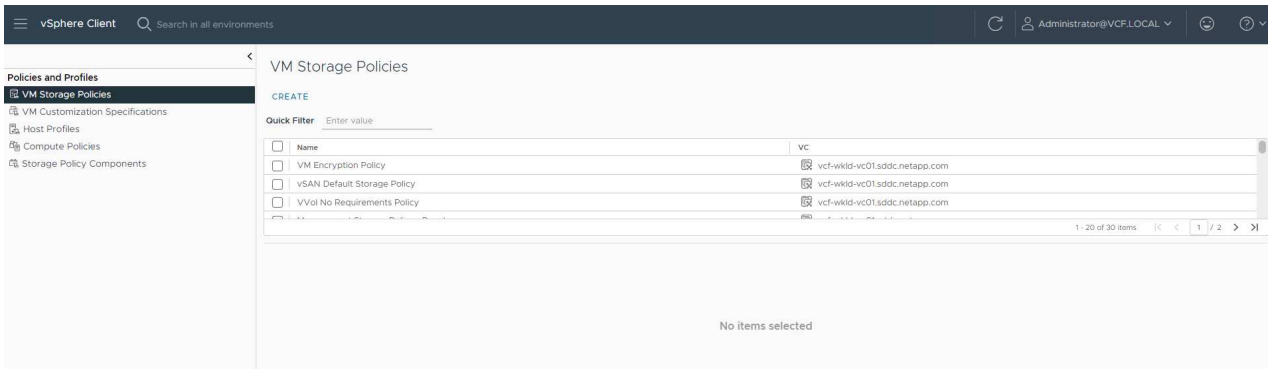 vSphere Client Search in all environments Administrator@VCF.LOCAL
Policies and Profiles
VM Storage Policies
VM Customization Specifications
Host Profiles
Compute Policies
Storage Policy Components
VM Storage Policies
CREATE
Quick Filter Enter value
Name VC
VM Encryption Policy vcf-wkld-vc01.sddc.netapp.com
vSAN Default Storage Policy vcf-wkld-vc01.sddc.netapp.com
VVol No Requirements Policy vcf-wkld-vc01.sddc.netapp.com
1 - 20 of 30 items 1 / 2
No items selected